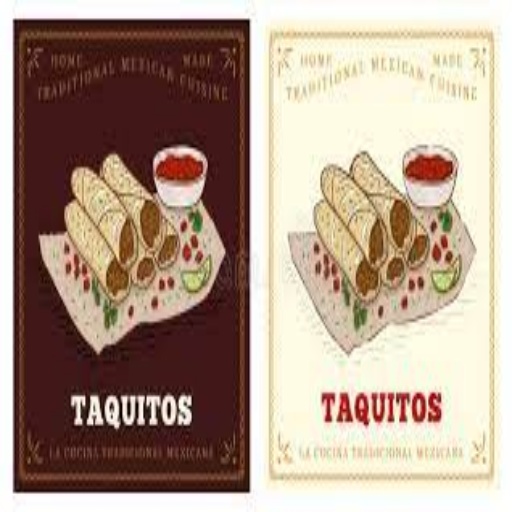 HOME MADE
TRADITIONAL MEXICAN CUISINE
TAQUITOS
LA COCINA TRADICIONAL MEXICANA
HOME MADE
TRADITIONAL MEXICAN CUISINE
TAQUITOS
LA COCINA TRADICIONAL MEXICANA